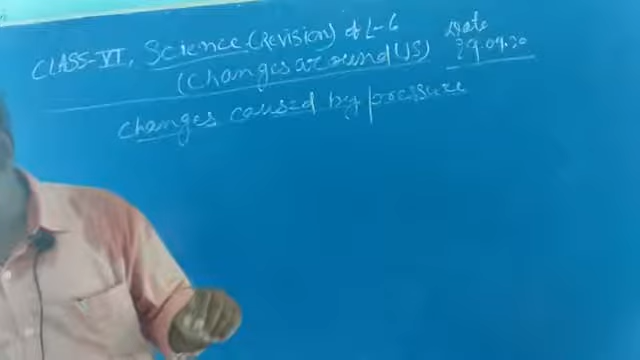 CLASS-VI, Science (Revision) of L-6
Date
(Changes around US)
29.09.20
Changes caused by pressure